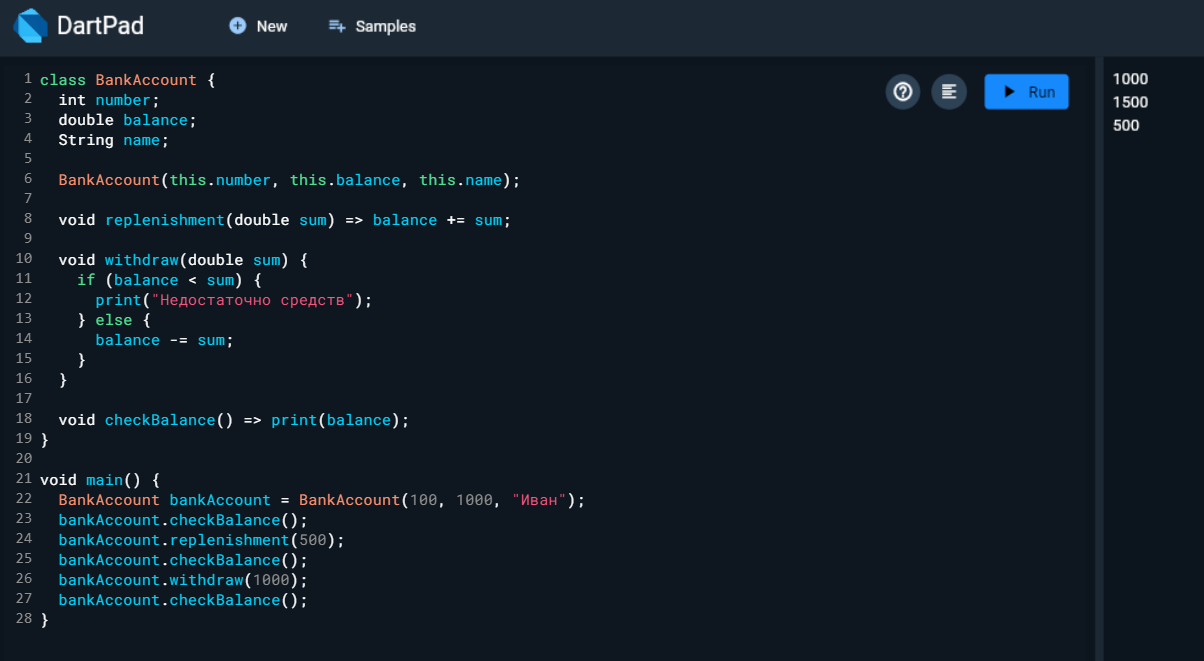 DartPad
New
Samples
1 class BankAccount {
2   int number;
3   double balance;
4   String name;
5
6   BankAccount(this.number, this.balance, this.name);
7
8   void replenishment(double sum) => balance += sum;
9
10   void withdraw(double sum) {
11     if (balance < sum) {
12       print("Недостаточно средств");
13     } else {
14       balance -= sum;
15     }
16   }
17
18   void checkBalance() => print(balance);
19 }
20
21 void main() {
22   BankAccount bankAccount = BankAccount(100, 1000, "Иван");
23   bankAccount.checkBalance();
24   bankAccount.replenishment(500);
25   bankAccount.checkBalance();
26   bankAccount.withdraw(1000);
27   bankAccount.checkBalance();
28 }
Run
1000
1500
500